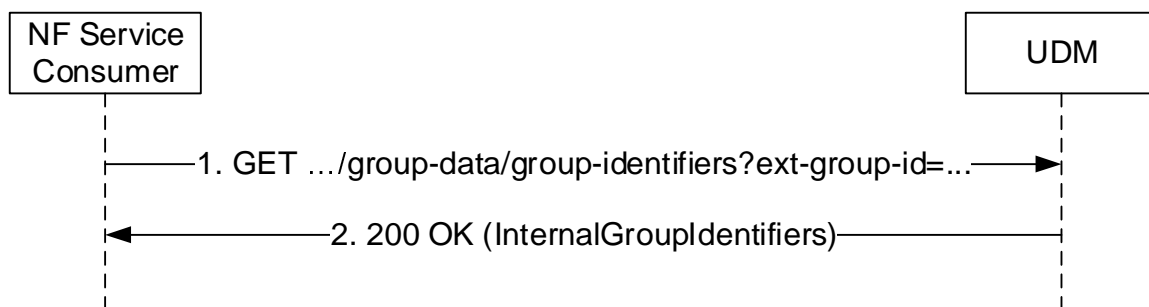 NF Service
Consumer
UDM
1. GET …/group-data/group-identifiers?ext-group-id=...
2. 200 OK (InternalGroupIdentifiers)